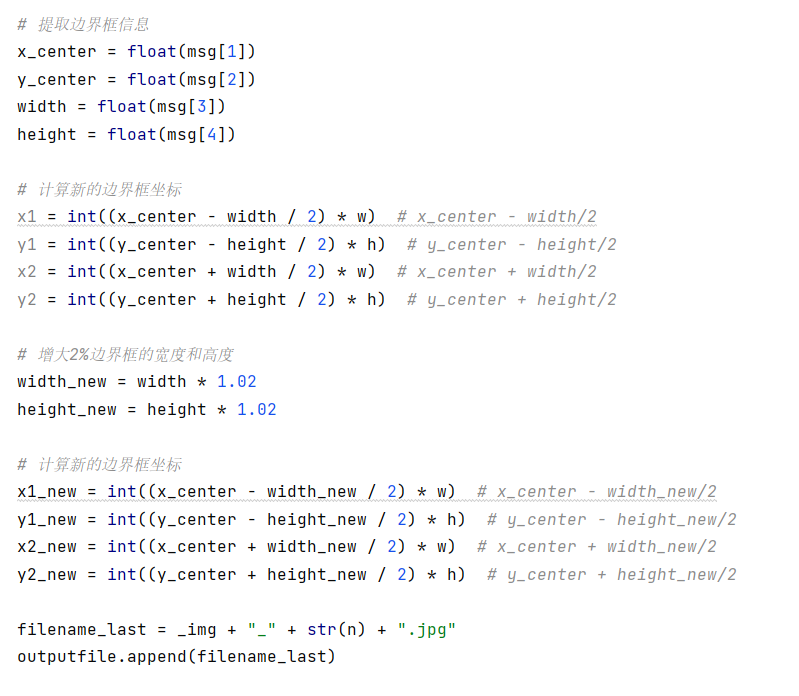 # 提取边界框信息
x_center = float(msg[1])
y_center = float(msg[2])
width = float(msg[3])
height = float(msg[4])
# 计算新的边界框坐标
x1 = int((x_center - width / 2) * w)  # x_center - width/2
y1 = int((y_center - height / 2) * h)  # y_center - height/2
x2 = int((x_center + width / 2) * w)  # x_center + width/2
y2 = int((y_center + height / 2) * h)  # y_center + height/2
# 增大2%边界框的宽度和高度
width_new = width * 1.02
height_new = height * 1.02
# 计算新的边界框坐标
x1_new = int((x_center - width_new / 2) * w)  # x_center - width_new/2
y1_new = int((y_center - height_new / 2) * h)  # y_center - height_new/2
x2_new = int((x_center + width_new / 2) * w)  # x_center + width_new/2
y2_new = int((y_center + height_new / 2) * h)  # y_center + height_new/2
filename_last = _img + "_" + str(n) + ".jpg"
outputfile.append(filename_last)